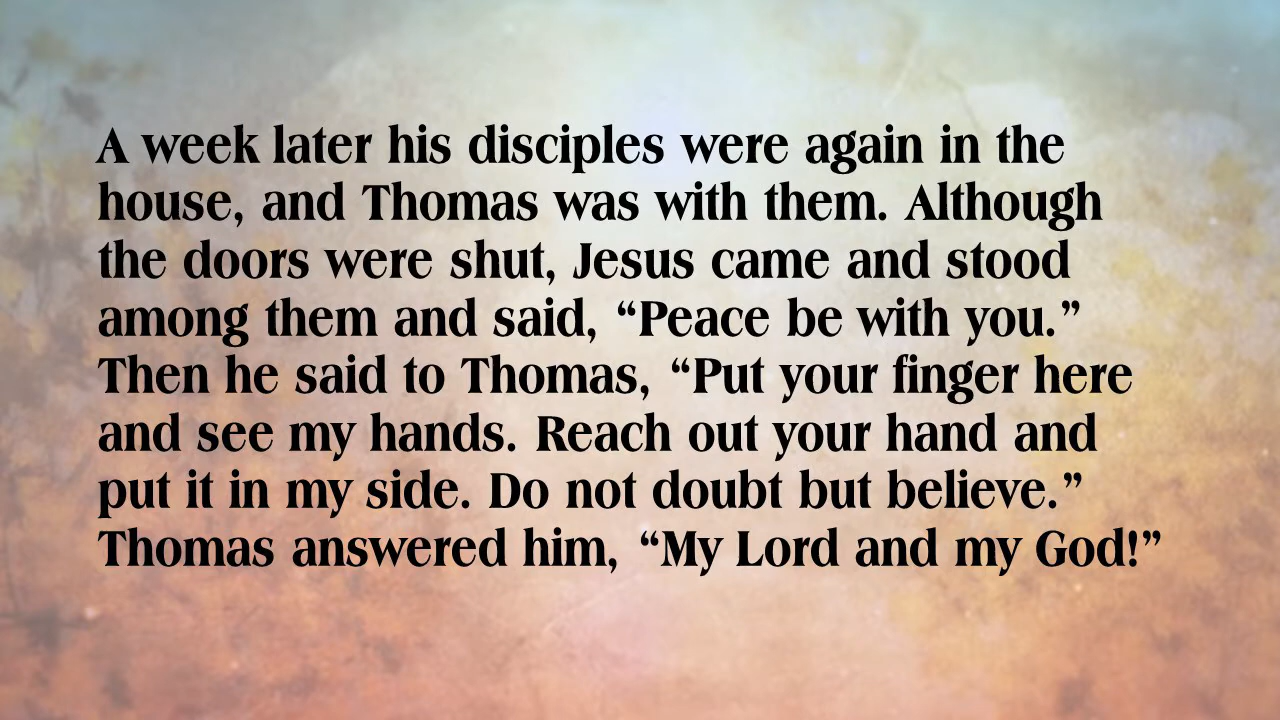 A week later his disciples were again in the
house, and Thomas was with them. Although
the doors were shut, Jesus came and stood
among them and said, “Peace be with you.”
Then he said to Thomas, “Put your finger here
and see my hands. Reach out your hand and
put it in my side. Do not doubt but believe.”
Thomas answered him, “My Lord and my God!”